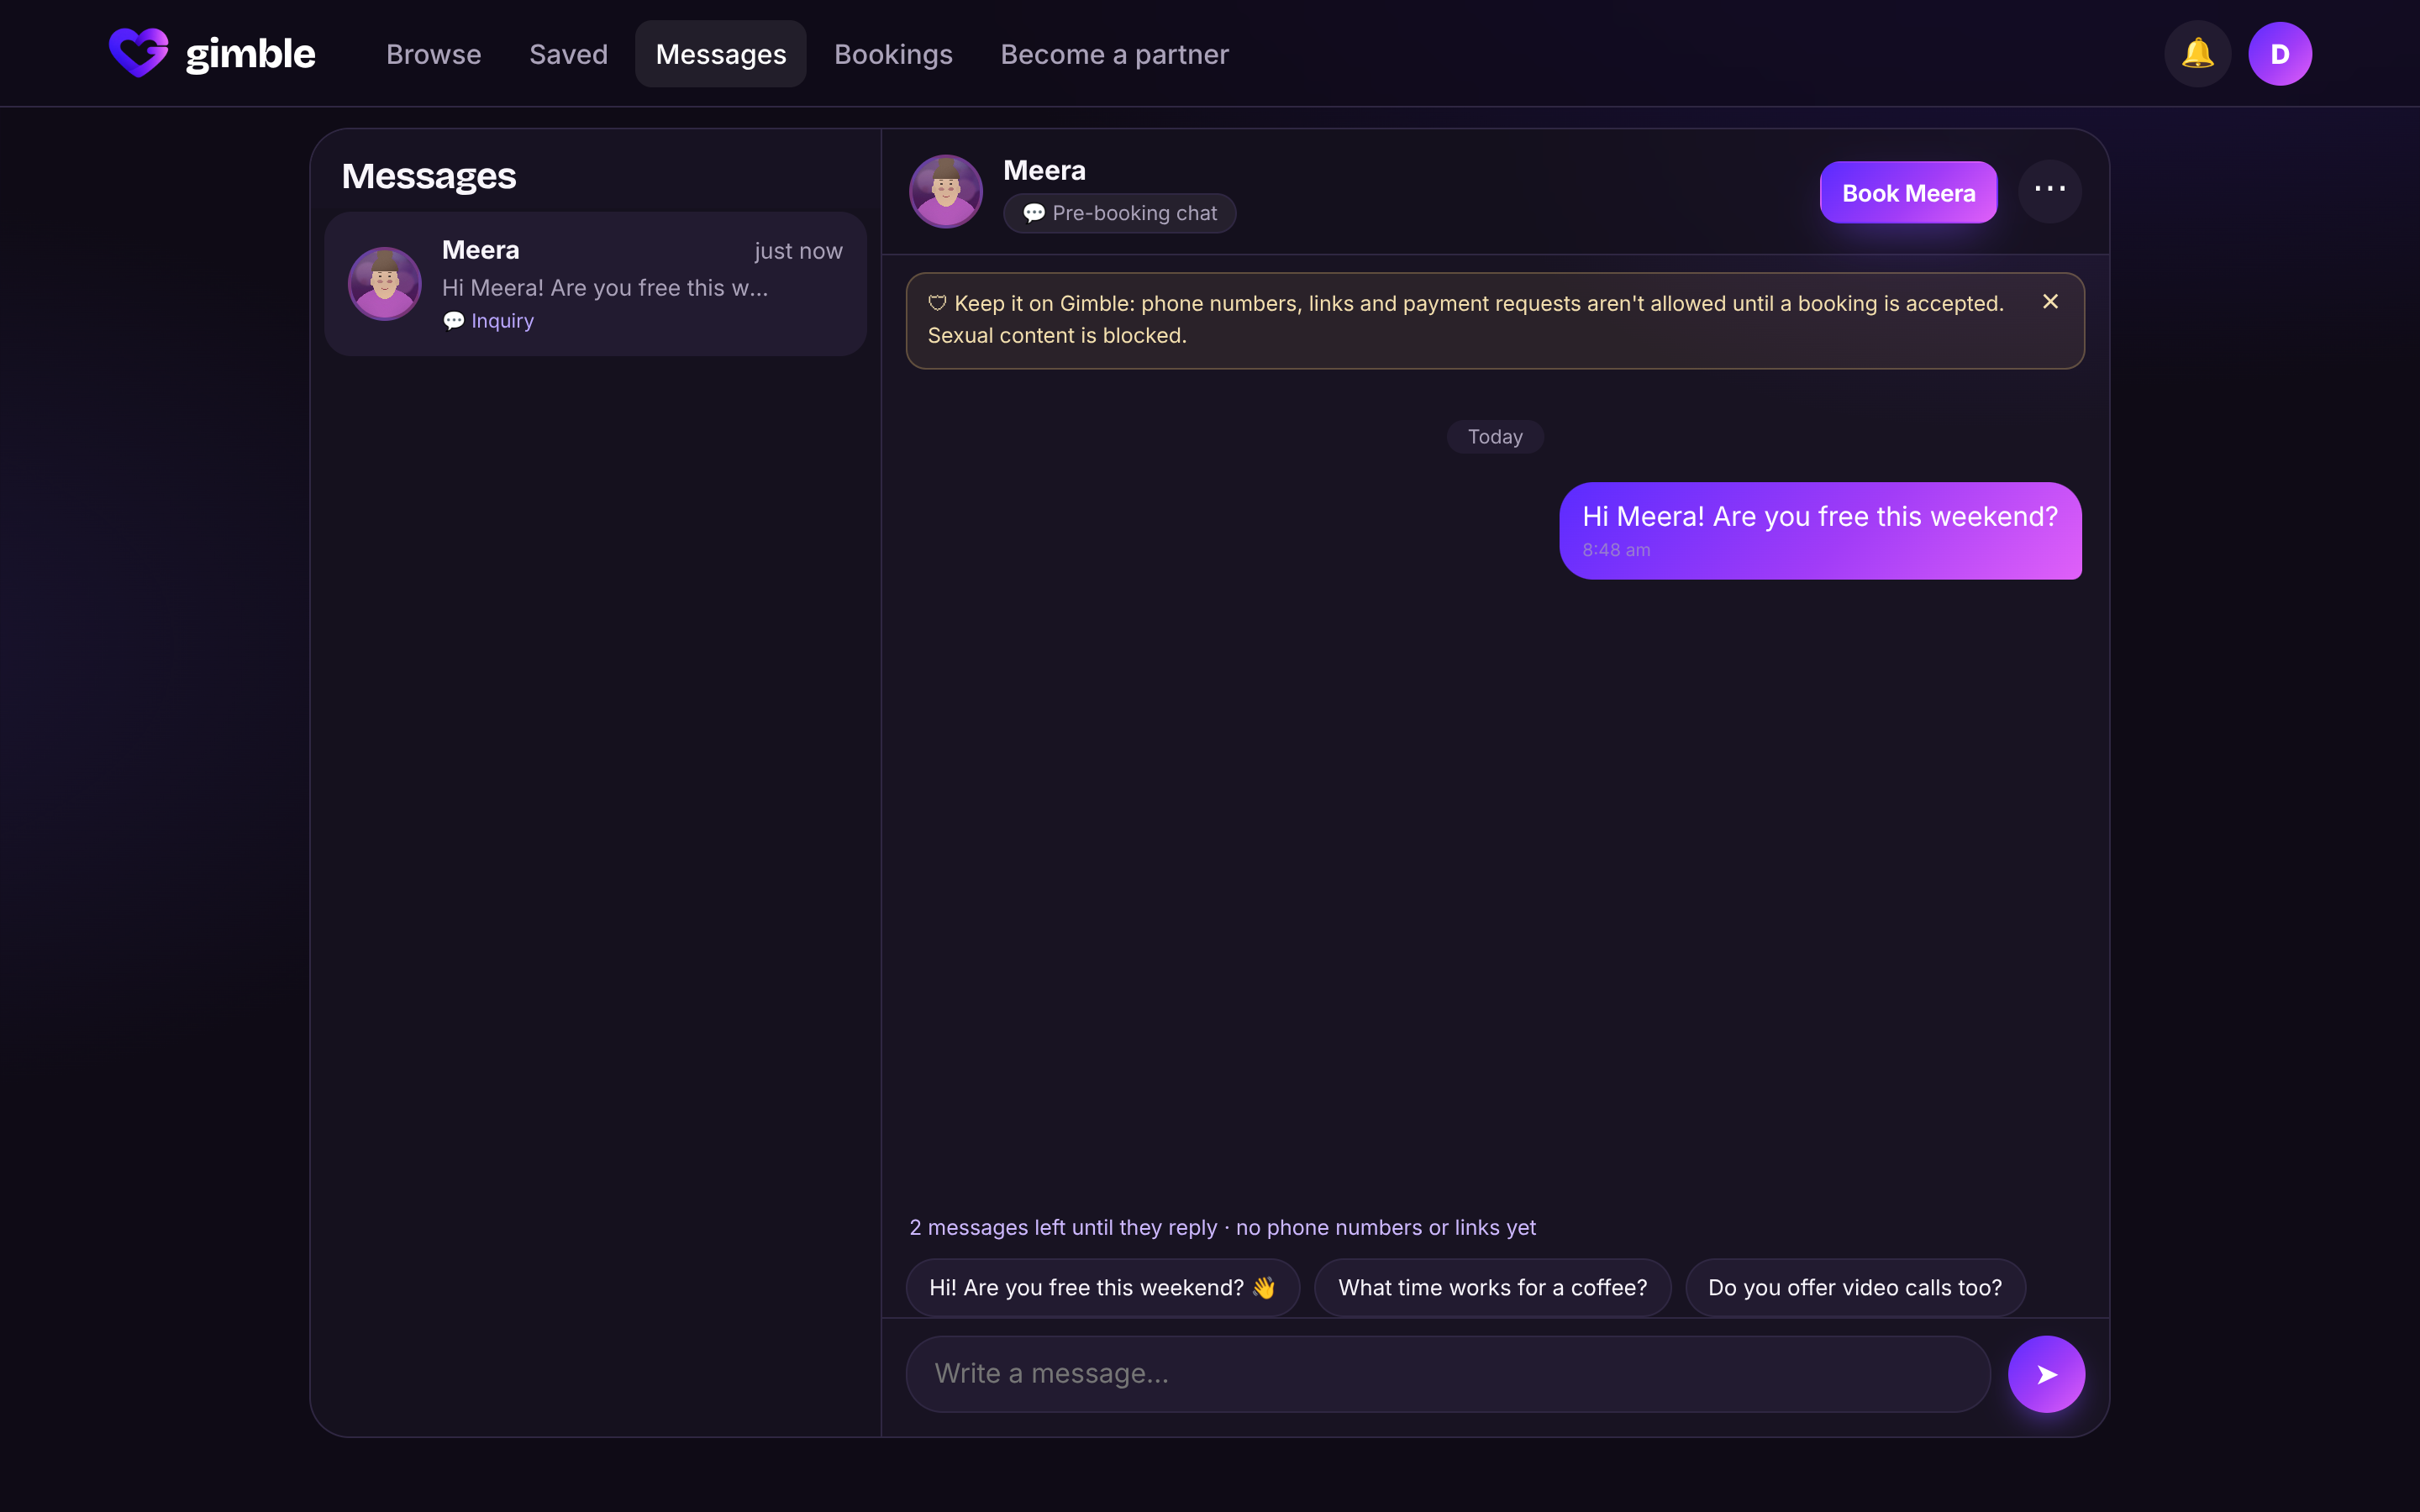 gimble
Browse
Saved
Messages
Bookings
Become a partner
🔔
D
Messages
Meera
just now
Hi Meera! Are you free this w...
💬 Inquiry
Meera
💬 Pre-booking chat
Book Meera
⋯
🛡 Keep it on Gimble: phone numbers, links and payment requests aren't allowed until a booking is accepted.
Sexual content is blocked.
✕
Today
Hi Meera! Are you free this weekend?
8:48 am
2 messages left until they reply · no phone numbers or links yet
Hi! Are you free this weekend? 👋
What time works for a coffee?
Do you offer video calls too?
Write a message...
➤